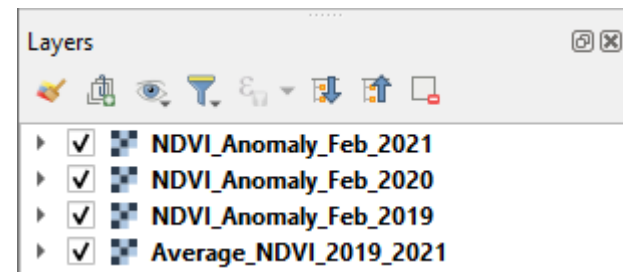 Layers
NDVI_Anomaly_Feb_2021
NDVI_Anomaly_Feb_2020
NDVI_Anomaly_Feb_2019
Average_NDVI_2019_2021